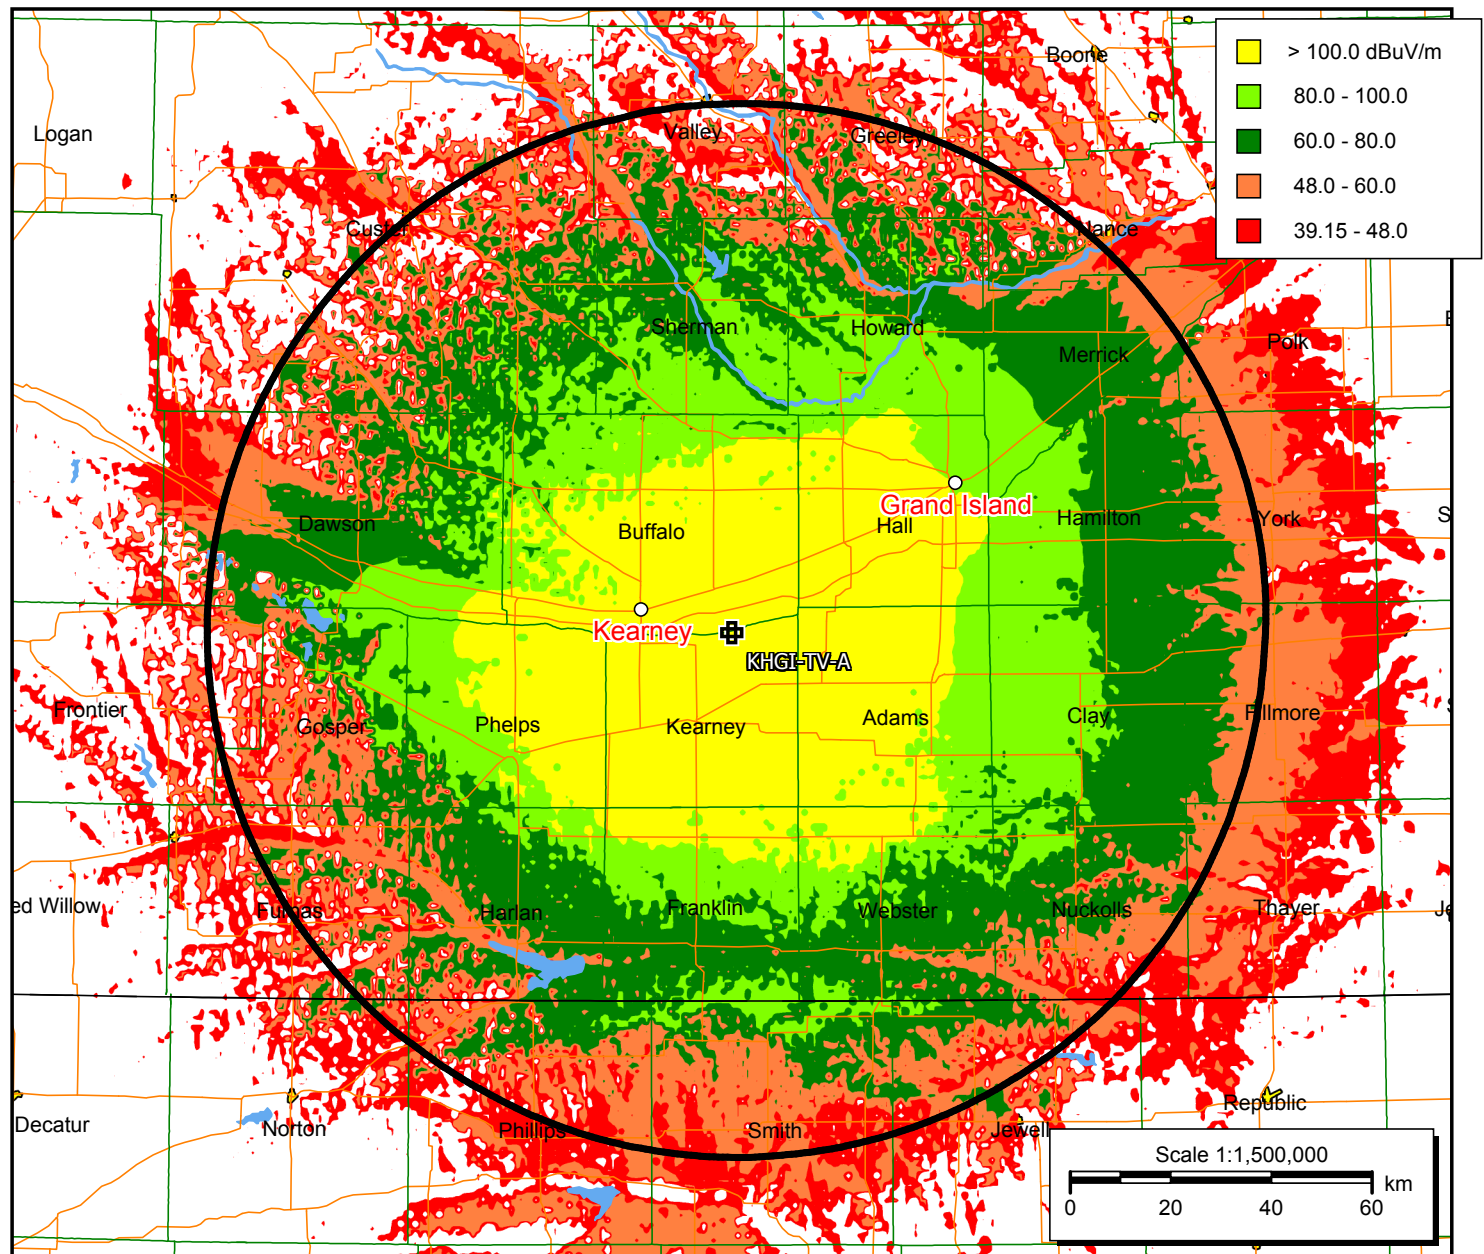 > 100.0 dBuV/m
80.0 - 100.0
60.0 - 80.0
48.0 - 60.0
39.15 - 48.0
Boone
Logan
Valley
Greeley
Custer
Nance
Sherman
Howard
Merrick
Polk
Grand Island
Dawson
Buffalo
Hall
Hamilton
York
S
Kearney
KHGI-TV-A
Frontier
Gosper
Phelps
Kearney
Adams
Clay
Fillmore
ed Willow
Furnas
Harlan
Franklin
Webster
Nuckolls
Thayer
Je
Decatur
Norton
Phillips
Smith
Jewell
Republic
Scale 1:1,500,000
km
0 20 40 60